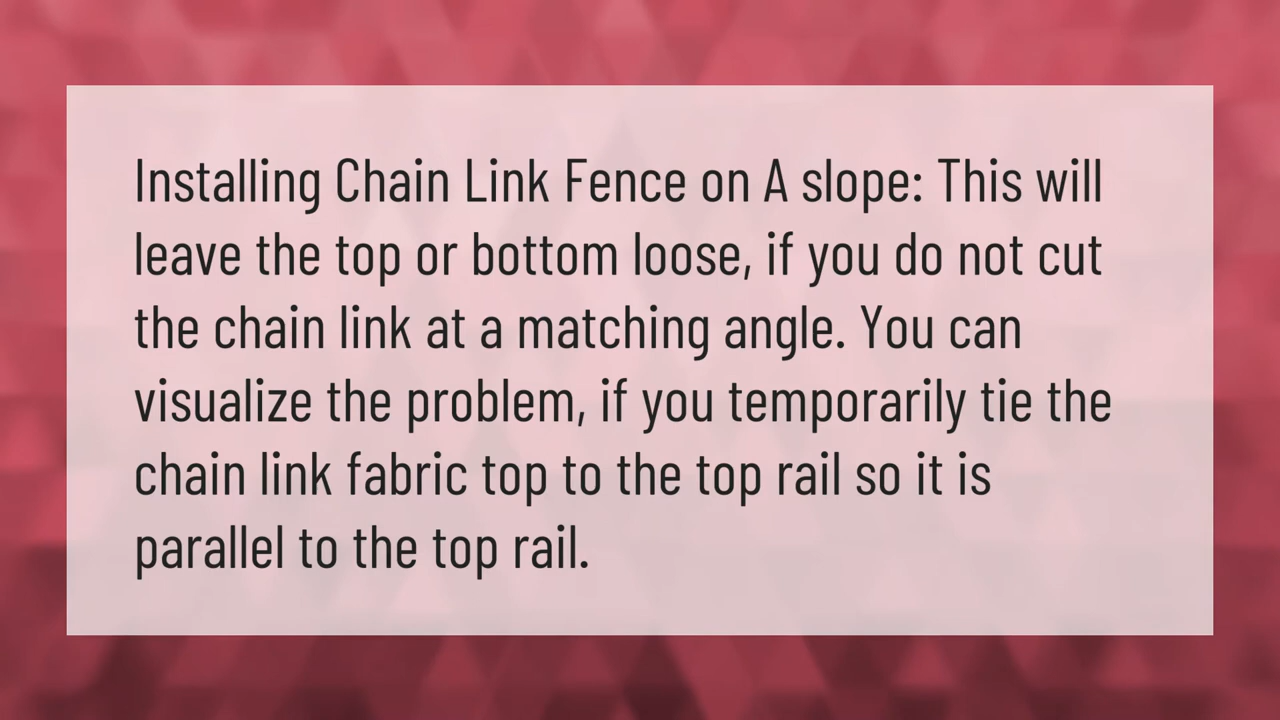 Installing Chain Link Fence on A slope: This will
leave the top or bottom loose, if you do not cut
the chain link at a matching angle. You can
visualize the problem, if you temporarily tie the
chain link fabric top to the top rail so it is
parallel to the top rail.